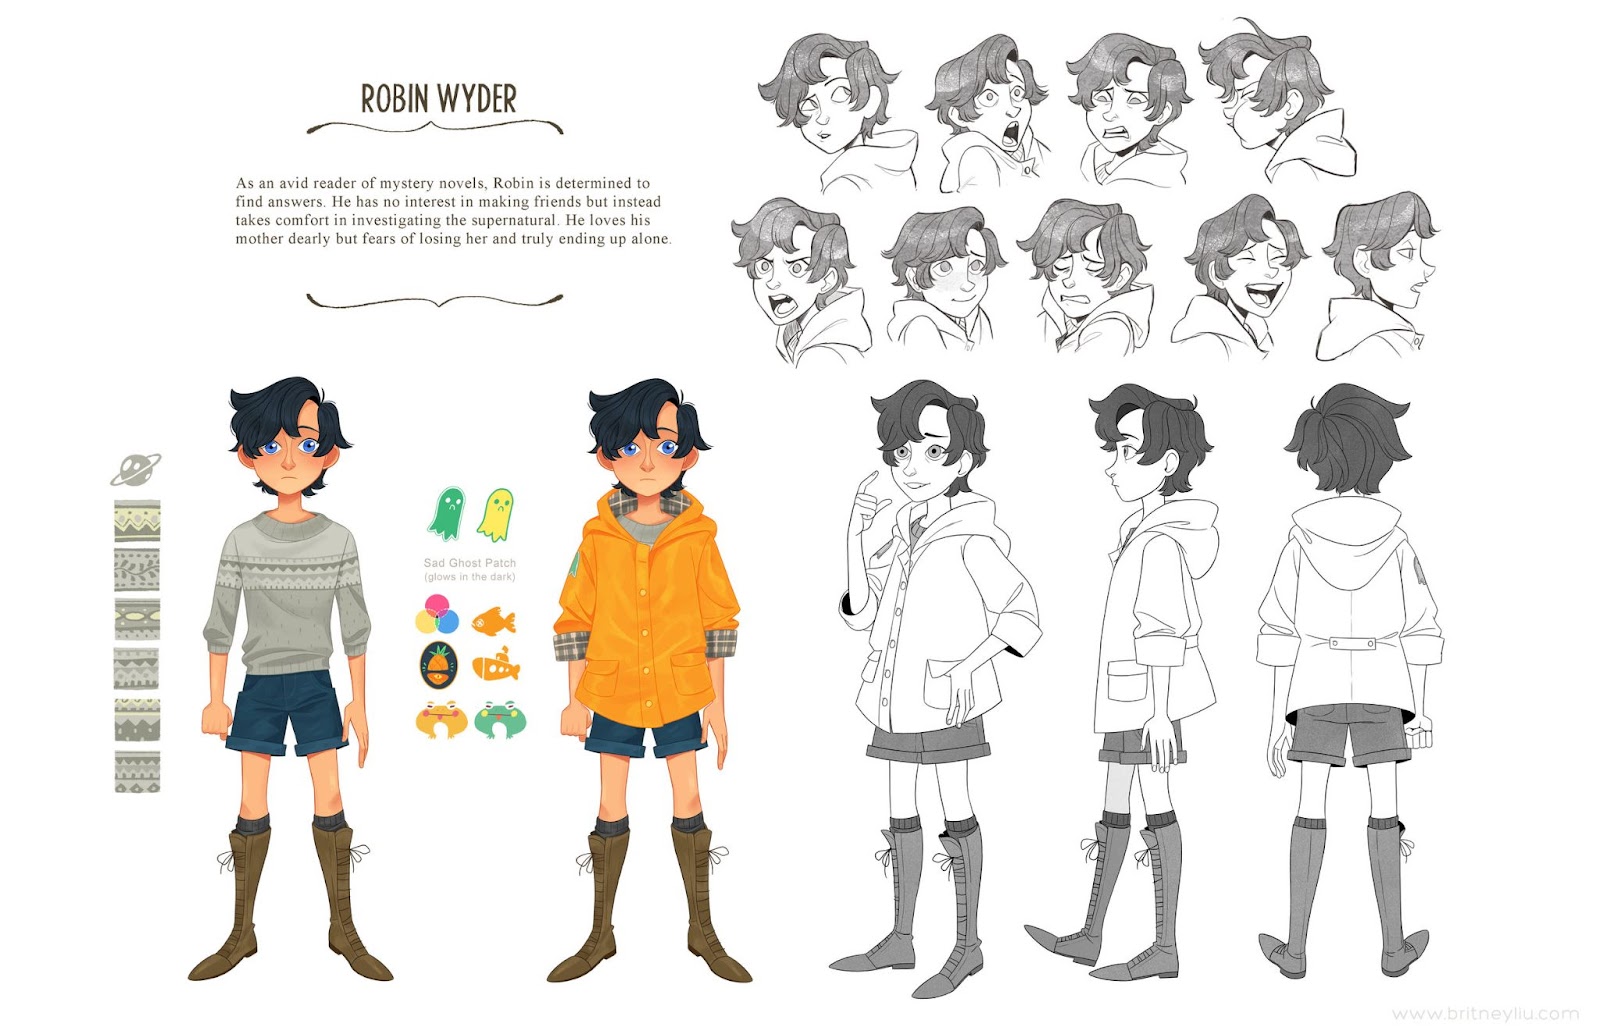 ROBIN WYDER
As an avid reader of mystery novels, Robin is determined to
find answers. He has no interest in making friends but instead
takes comfort in investigating the supernatural. He loves his
mother dearly but fears of losing her and truly ending up alone.
Sad Ghost Patch
(glows in the dark)
www.britneyliu.com